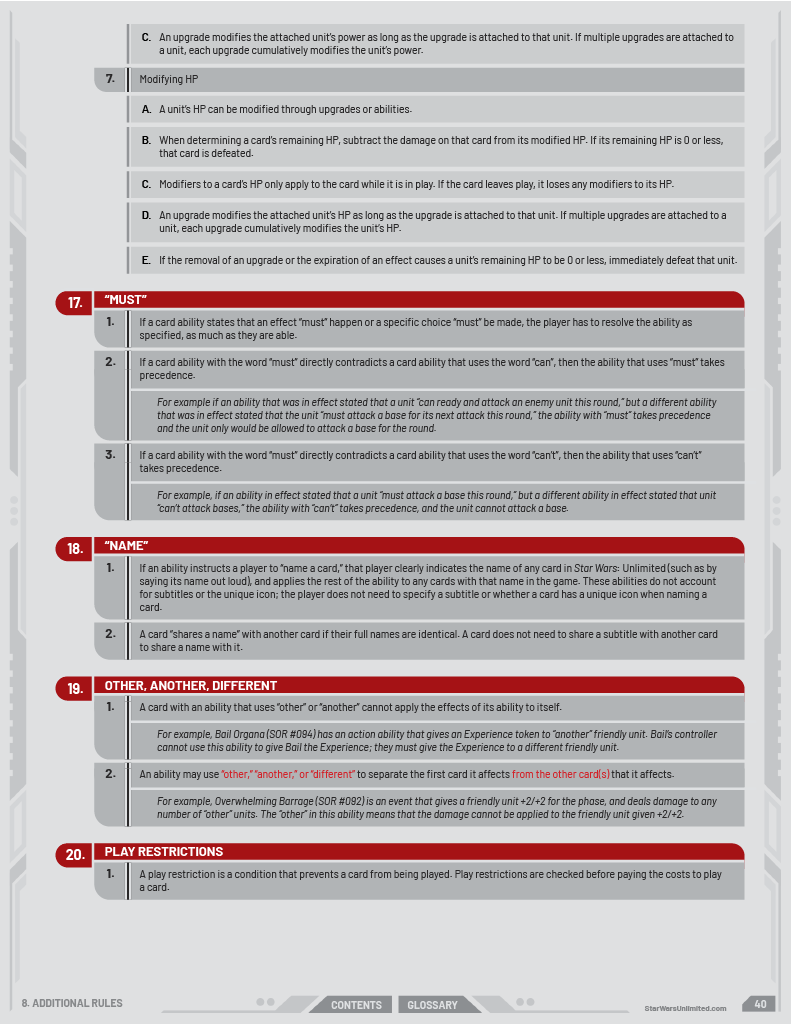 C. An upgrade modifies the attached unit's power as long as the upgrade is attached to that unit. If multiple upgrades are attached to
a unit, each upgrade cumulatively modifies the unit's power.
7. Modifying HP
A. A unit's HP can be modified through upgrades or abilities.
B. When determining a card's remaining HP, subtract the damage on that card from its modified HP. If its remaining HP is 0 or less,
that card is defeated.
C. Modifiers to a card's HP only apply to the card while it is in play. If the card leaves play, it loses any modifiers to its HP.
D. An upgrade modifies the attached unit's HP as long as the upgrade is attached to that unit. If multiple upgrades are attached to a
unit, each upgrade cumulatively modifies the unit's HP.
E. If the removal of an upgrade or the expiration of an effect causes a unit's remaining HP to be 0 or less, immediately defeat that unit.
17. "MUST"
1. If a card ability states that an effect "must" happen or a specific choice "must" be made, the player has to resolve the ability as
specified, as much as they are able.
2. If a card ability with the word "must" directly contradicts a card ability that uses the word "can", then the ability that uses "must" takes
precedence.
For example if an ability that was in effect stated that a unit "can ready and attack an enemy unit this round," but a different ability
that was in effect stated that the unit "must attack a base for its next attack this round," the ability with "must" takes precedence
and the unit only would be allowed to attack a base for the round.
3. If a card ability with the word "must" directly contradicts a card ability that uses the word "can't", then the ability that uses "can't"
takes precedence.
For example, if an ability in effect stated that a unit "must attack a base this round," but a different ability in effect stated that unit
"can't attack bases," the ability with "can't" takes precedence, and the unit cannot attack a base.
18. "NAME"
1. If an ability instructs a player to "name a card," that player clearly indicates the name of any card in Star Wars: Unlimited (such as by
saying its name out loud), and applies the rest of the ability to any cards with that name in the game. These abilities do not account
for subtitles or the unique icon; the player does not need to specify a subtitle or whether a card has a unique icon when naming a
card.
2. A card "shares a name" with another card if their full names are identical. A card does not need to share a subtitle with another card
to share a name with it.
19. OTHER, ANOTHER, DIFFERENT
1. A card with an ability that uses "other" or "another" cannot apply the effects of its ability to itself.
For example, Bail Organa (SOR #094) has an action ability that gives an Experience token to "another" friendly unit. Bail's controller
cannot use this ability to give Bail the Experience; they must give the Experience to a different friendly unit.
2. An ability may use "other," "another," or "different" to separate the first card it affects from the other card(s) that it affects.
For example, Overwhelming Barrage (SOR #092) is an event that gives a friendly unit +2/+2 for the phase, and deals damage to any
number of "other" units. The "other" in this ability means that the damage cannot be applied to the friendly unit given +2/+2.
20. PLAY RESTRICTIONS
1. A play restriction is a condition that prevents a card from being played. Play restrictions are checked before paying the costs to play
a card.
8. ADDITIONAL RULES CONTENTS GLOSSARY StarWarsUnlimited.com 40